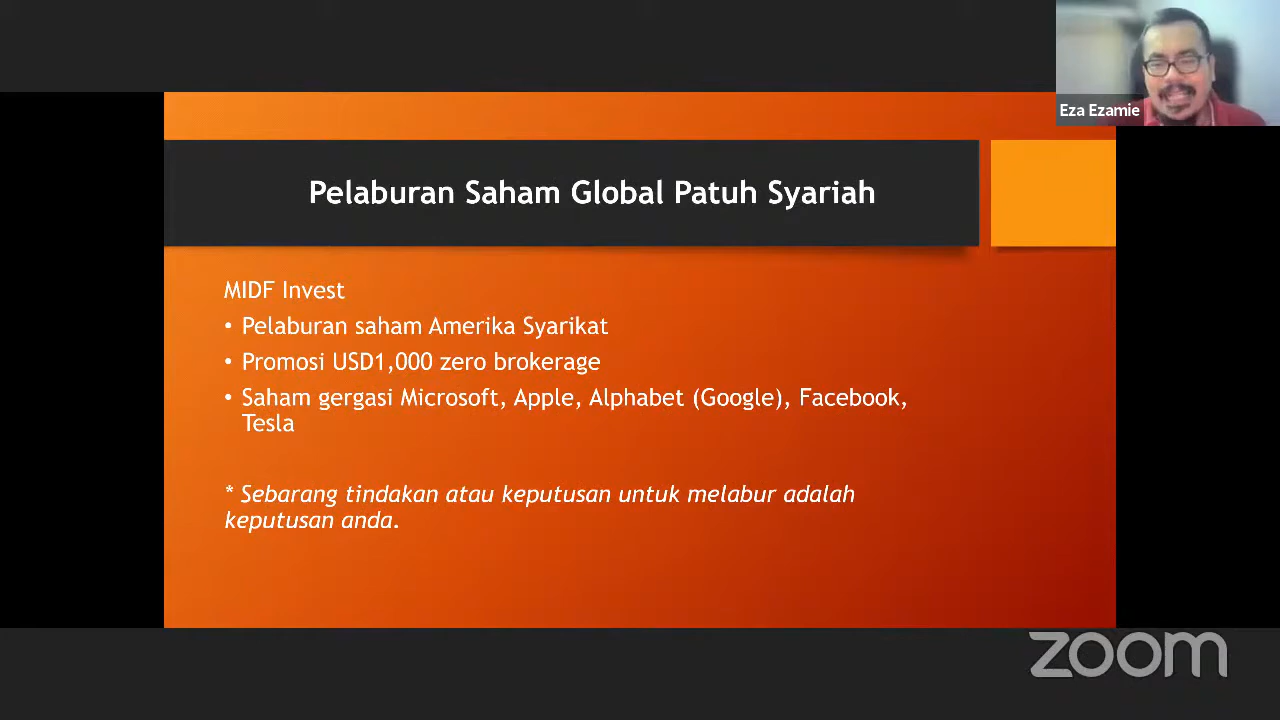 Eza Ezamie
Pelaburan Saham Global Patuh Syariah
MIDF Invest
• Pelaburan saham Amerika Syarikat
• Promosi USD1,000 zero brokerage
• Saham gergasi Microsoft, Apple, Alphabet (Google), Facebook,
Tesla
* Sebarang tindakan atau keputusan untuk melabur adalah
keputusan anda.
zoom